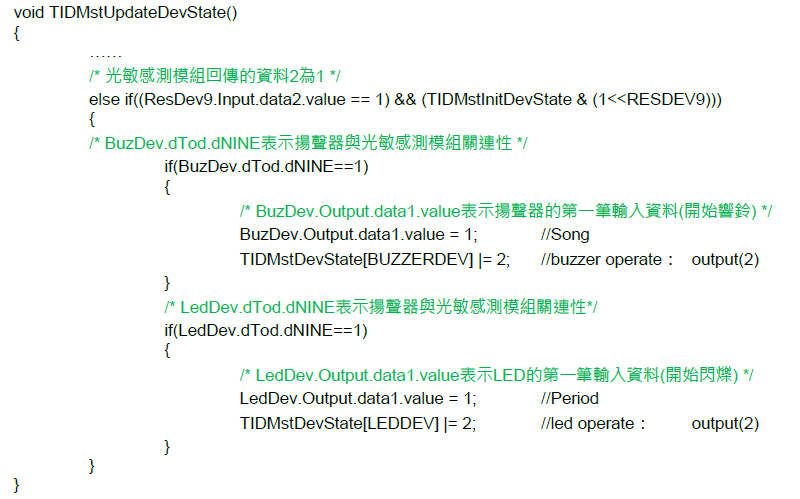 void TIDMstUpdateDevState()
{
......
/* 光敏感測模組回傳的資料2為1 */
else if((ResDev9.Input.data2.value == 1) && (TIDMstInitDevState & (1<<RESDEV9)))
{
/* BuzDev.dTod.dNINE表示揚聲器與光敏感測模組關連性 */
if(BuzDev.dTod.dNINE==1)
{
/* BuzDev.Output.data1.value表示揚聲器的第一筆輸入資料(開始響鈴) */
BuzDev.Output.data1.value = 1; //Song
TIDMstDevState[BUZZERDEV] |= 2; //buzzer operate： output(2)
}
/* LedDev.dTod.dNINE表示揚聲器與光敏感測模組關連性*/
if(LedDev.dTod.dNINE==1)
{
/* LedDev.Output.data1.value表示LED的第一筆輸入資料(開始閃爍) */
LedDev.Output.data1.value = 1; //Period
TIDMstDevState[LEDDEV] |= 2; //led operate： output(2)
}
}
}